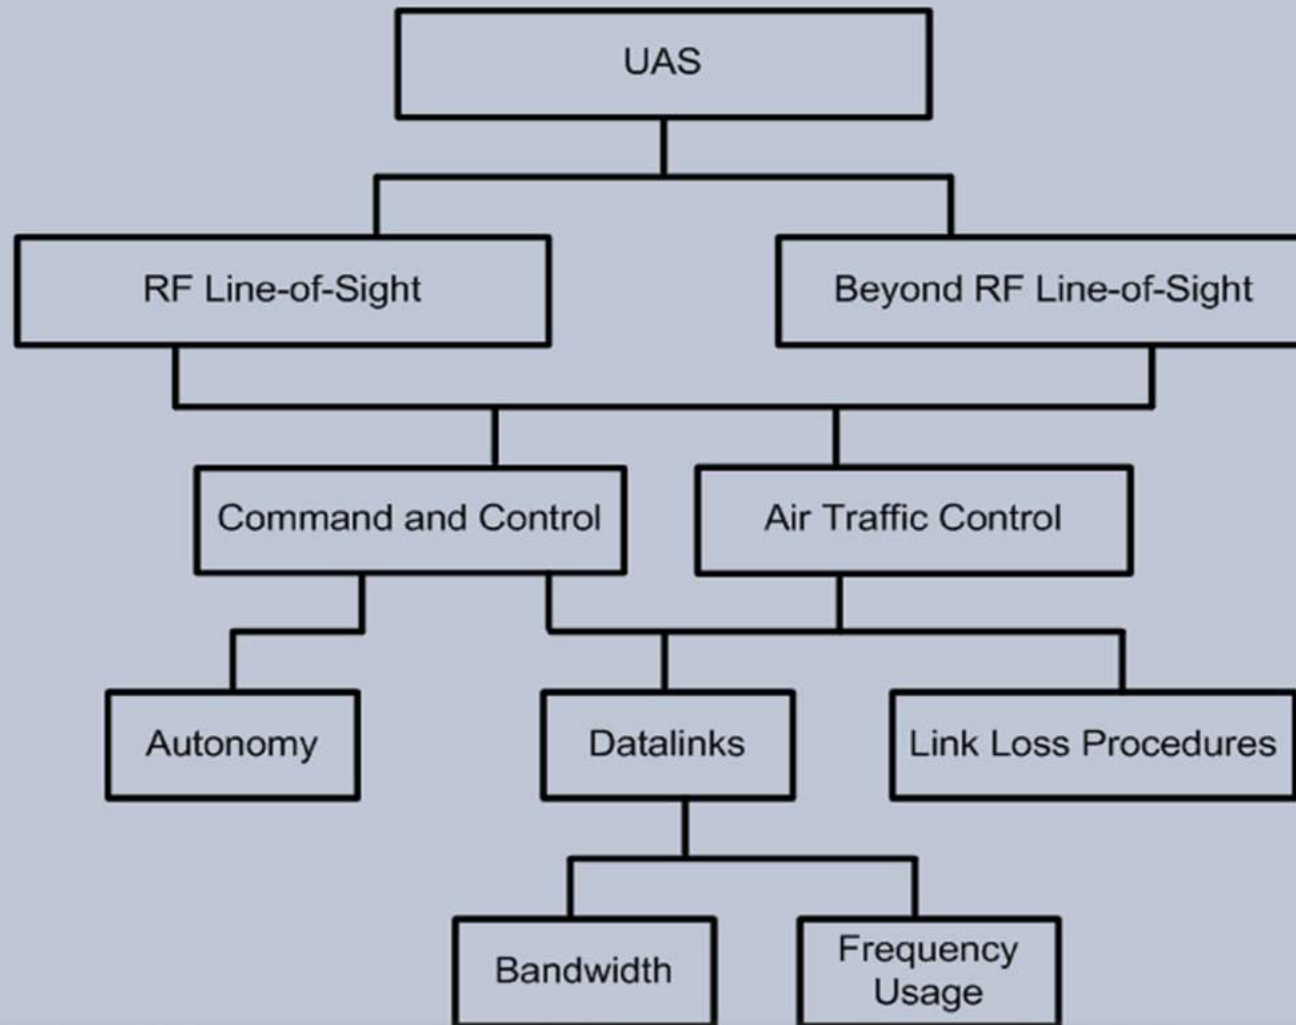 UAS
RF Line-of-Sight
Beyond RF Line-of-Sight
Command and Control
Air Traffic Control
Autonomy
Datalinks
Link Loss Procedures
Bandwidth
Frequency
Usage